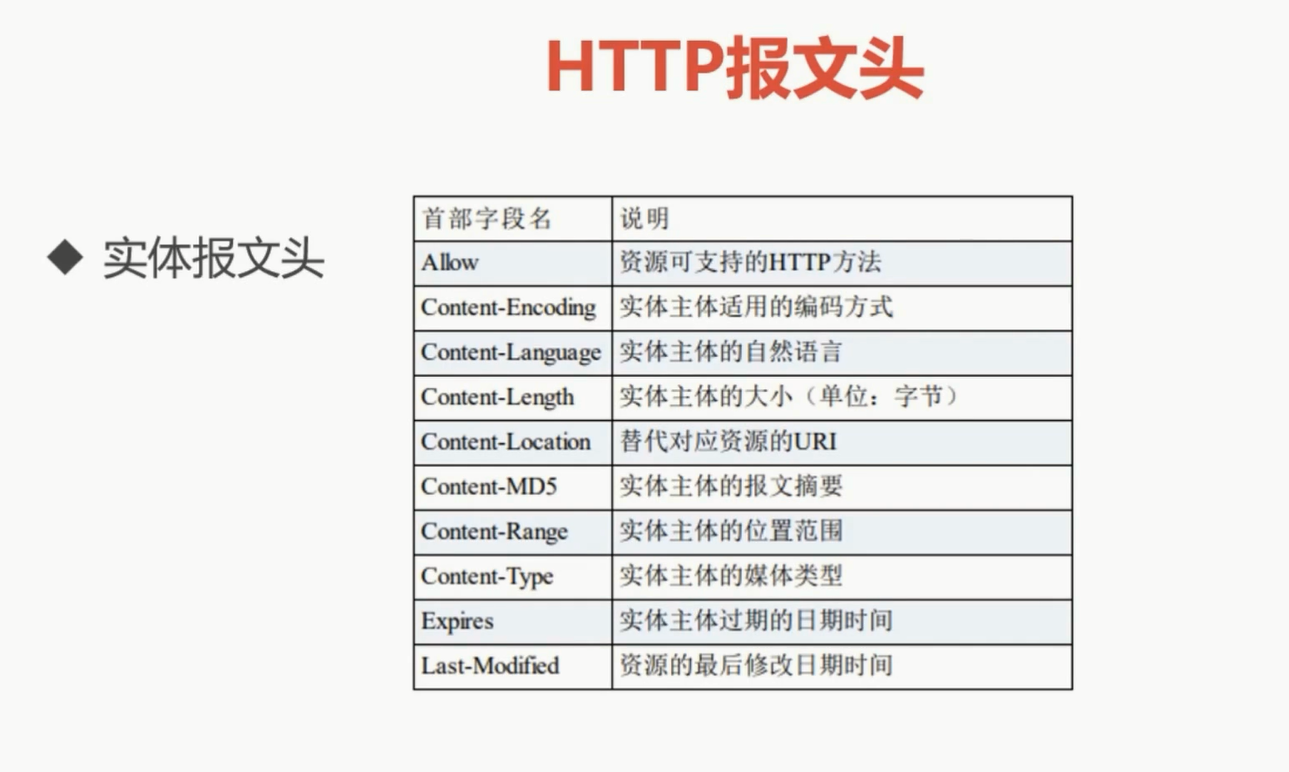 HTTP报文头
◆ 实体报文头
首部字段名 说明
Allow 资源可支持的HTTP方法
Content-Encoding 实体主体适用的编码方式
Content-Language 实体主体的自然语言
Content-Length 实体主体的大小（单位：字节）
Content-Location 替代对应资源的URI
Content-MD5 实体主体的报文摘要
Content-Range 实体主体的位置范围
Content-Type 实体主体的媒体类型
Expires 实体主体过期的日期时间
Last-Modified 资源的最后修改日期时间